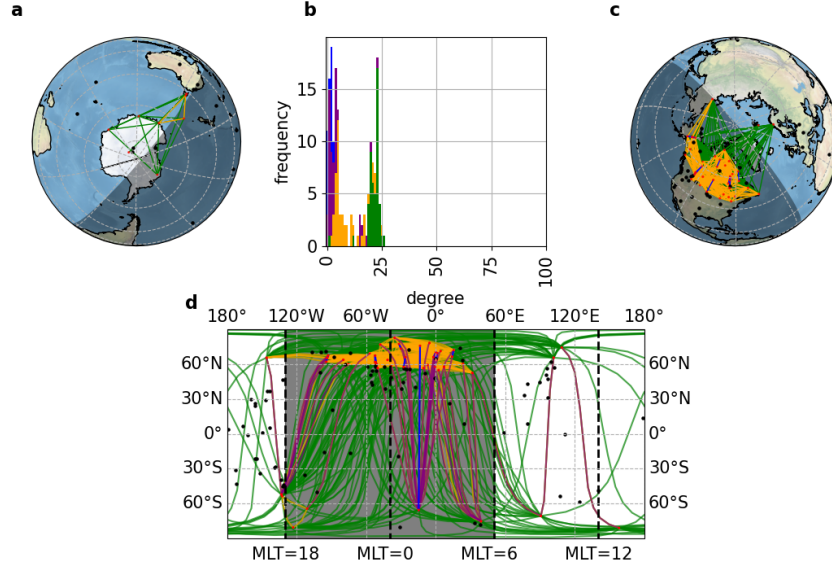 a
b
c
frequency
15
10
5
0
0
25
50
75
100
degree
d
180° 120°W 60°W 0° 60°E 120°E 180°
60°N 60°N
30°N 30°N
0° 0°
30°S 30°S
60°S 60°S
MLT=18 MLT=0 MLT=6 MLT=12